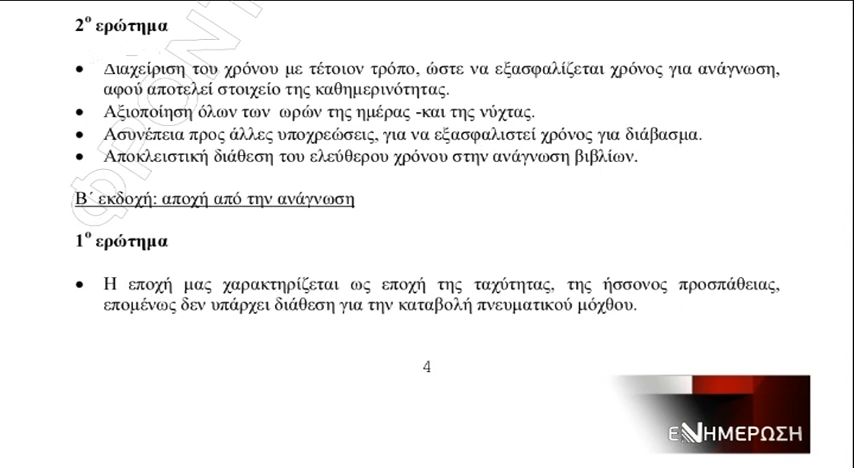 2ο ερώτημα
• Διαχείριση του χρόνου με τέτοιον τρόπο, ώστε να εξασφαλίζεται χρόνος για ανάγνωση,
αφού αποτελεί στοιχείο της καθημερινότητας.
• Αξιοποίηση όλων των ωρών της ημέρας -και της νύχτας.
• Ασυνέπεια προς άλλες υποχρεώσεις, για να εξασφαλιστεί χρόνος για διάβασμα.
• Αποκλειστική διάθεση του ελεύθερου χρόνου στην ανάγνωση βιβλίων.
Β΄ εκδοχή: αποχή από την ανάγνωση
1ο ερώτημα
• Η εποχή μας χαρακτηρίζεται ως εποχή της ταχύτητας, της ήσσονος προσπάθειας,
επομένως δεν υπάρχει διάθεση για την καταβολή πνευματικού μόχθου.
4
ΕΝΗΜΕΡΩΣΗ